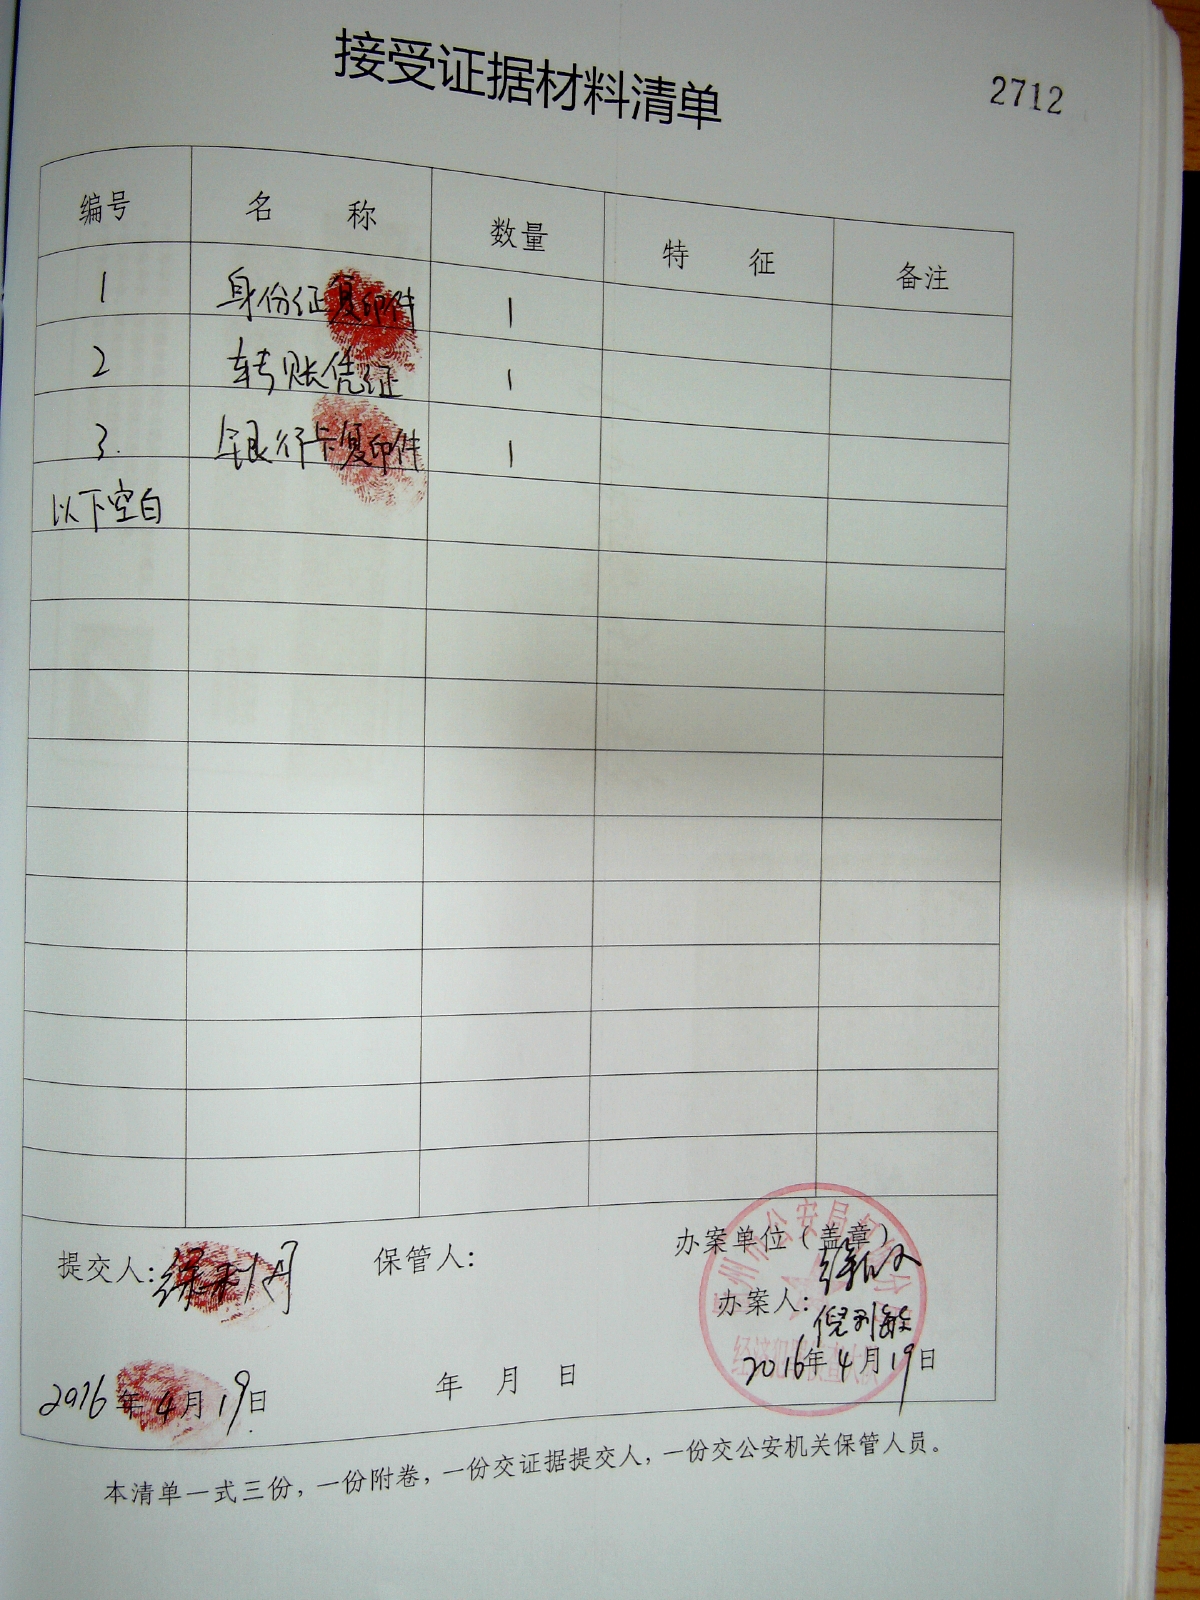 接受证据材料清单
2712
编号 名 称 数量 特 征 备注
1 身份证复印件 1
2 转账凭证 1
3. 银行卡复印件 1
以下空白
提交人: 徐利月 保管人: 办案单位（盖章）
办案人: 倪利敏
2016年4月19日 年 月 日 2016年4月19日
州 公安局 分
经济犯罪侦查大队
本清单一式三份，一份附卷，一份交证据提交人，一份交公安机关保管人员。